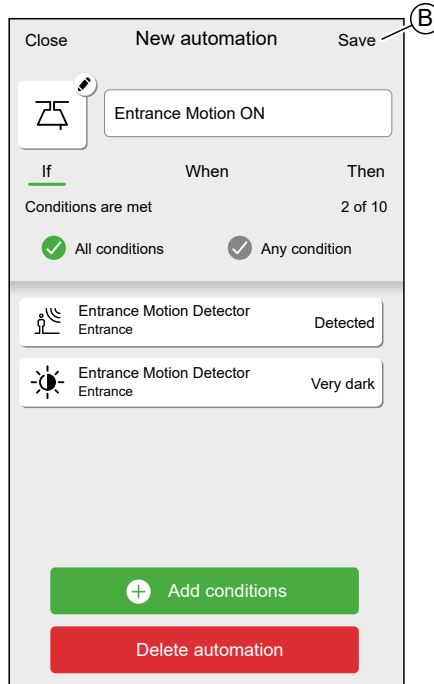 B
Close New automation Save
Entrance Motion ON
If When Then
Conditions are met 2 of 10
All conditions Any condition
Entrance Motion Detector
Entrance
Detected
Entrance Motion Detector
Entrance
Very dark
Add conditions
Delete automation